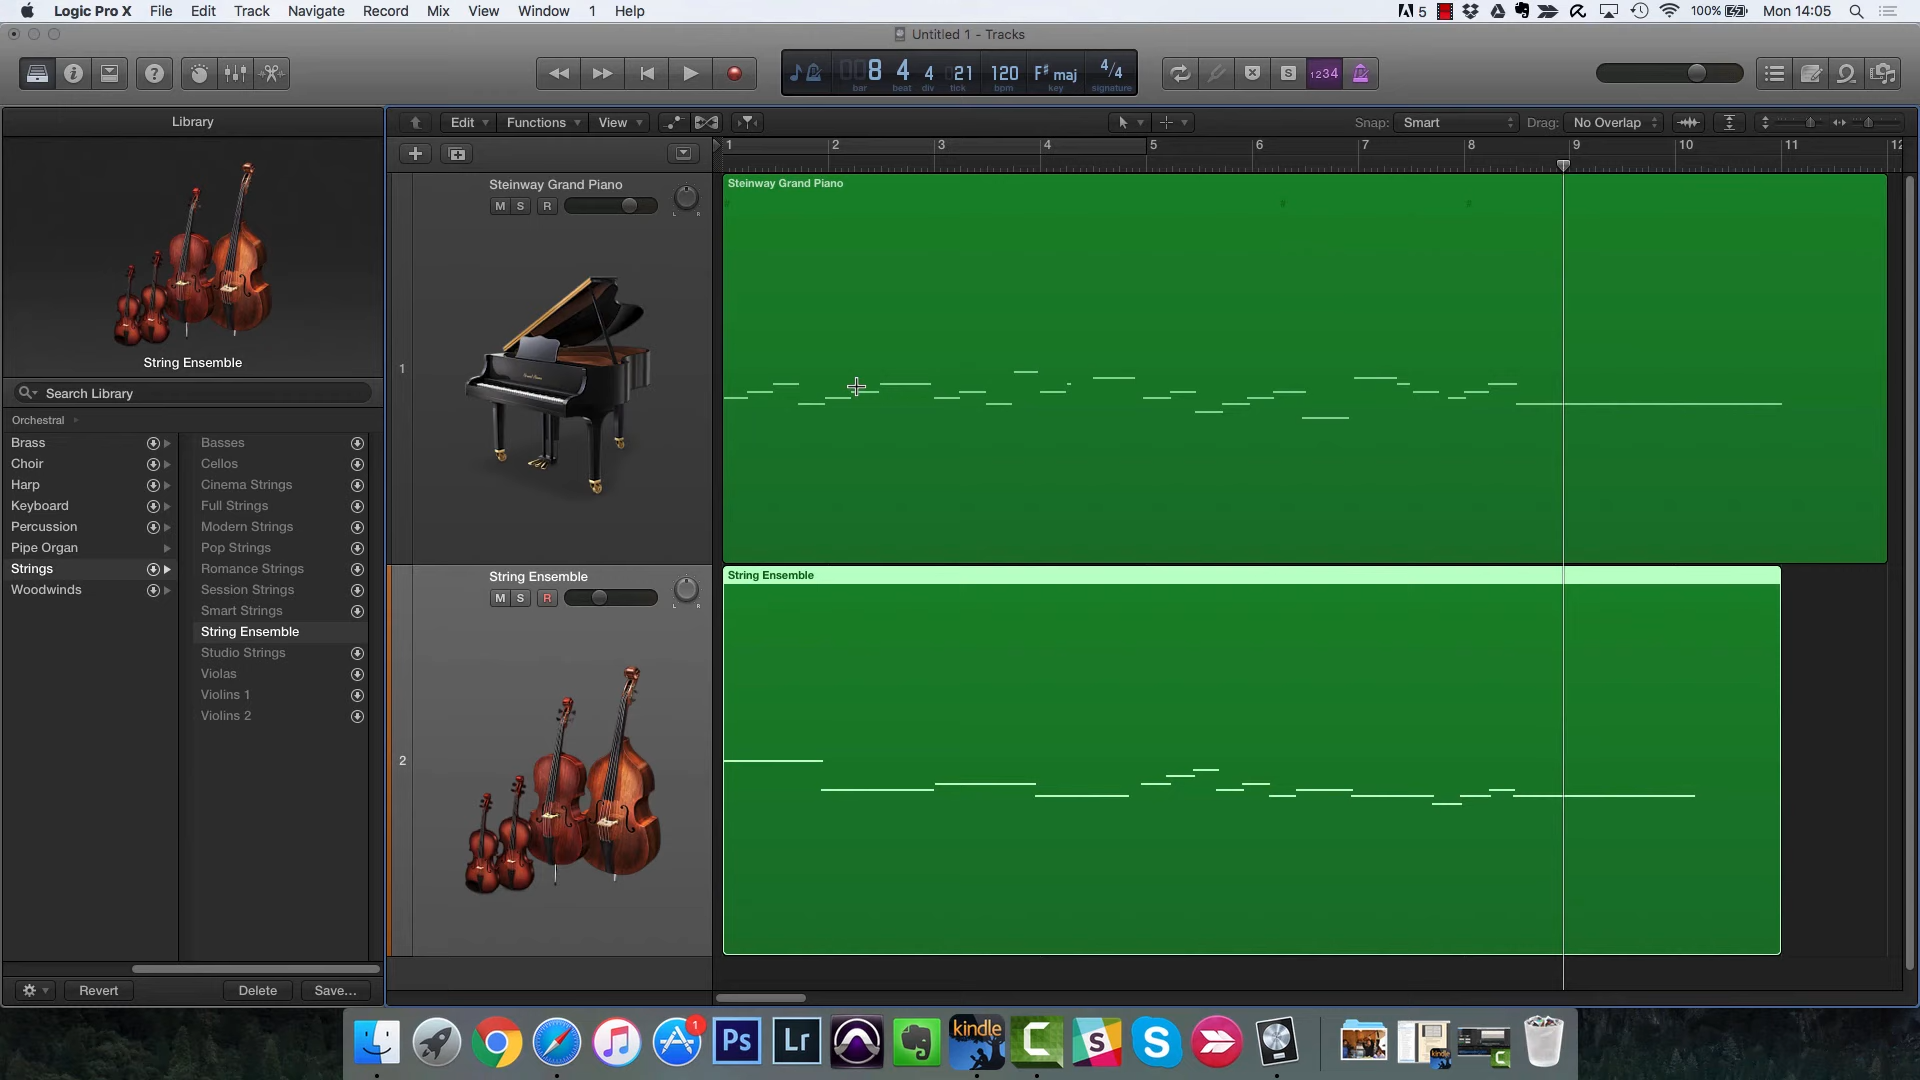 Logic Pro X File Edit Track Navigate Record Mix View Window 1 Help
5 100% Mon 14:05
Untitled 1 - Tracks
8 4 4 21 120 F♯ maj 4/4
bar beat div tick bpm key signature
S 1234
Library
Edit Functions View
Snap: Smart Drag: No Overlap
1 2 3 4 5 6 7 8 9 10 11 12
String Ensemble
Search Library
Orchestral
Brass
Choir
Harp
Keyboard
Percussion
Pipe Organ
Strings
Woodwinds
Basses
Cellos
Cinema Strings
Full Strings
Modern Strings
Pop Strings
Romance Strings
Session Strings
Smart Strings
String Ensemble
Studio Strings
Violas
Violins 1
Violins 2
Revert Delete Save...
1
Steinway Grand Piano
M S R
L R
Steinway Grand Piano
2
String Ensemble
M S R
L R
String Ensemble
1 Ps Lr kindle C S S
kindle C